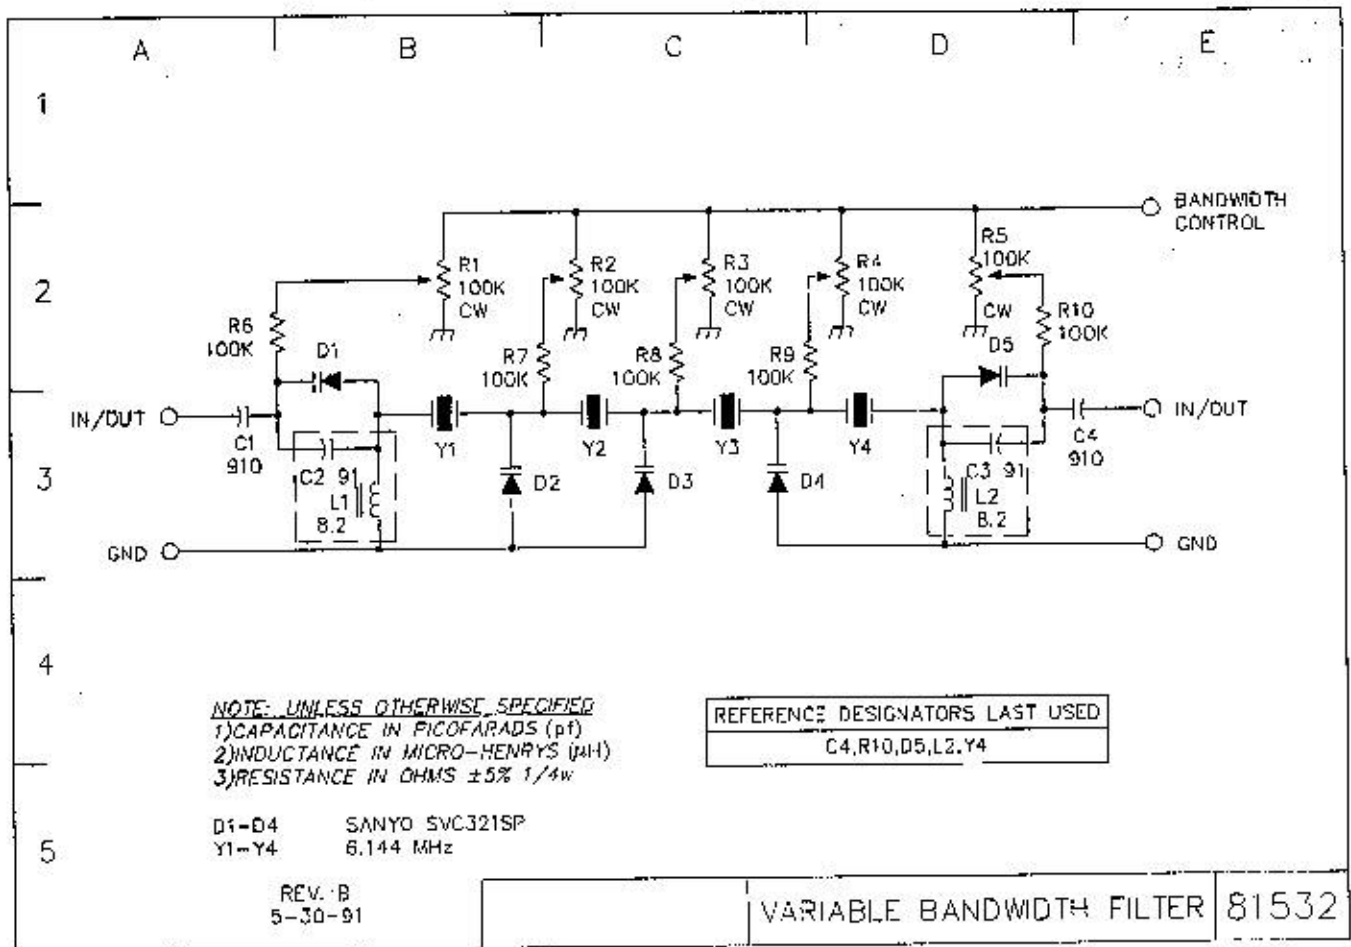 A B C D E
1
2
3
4
5
BANDWIDTH
CONTROL
R1
100K
CW
R2
100K
CW
R3
100K
CW
R4
100K
CW
R5
100K
CW
R6
100K
R7
100K
R8
100K
R9
100K
R10
100K
D1
D5
IN/OUT
C1
910
C2 91
L1
8.2
Y1
D2
Y2
D3
Y3
D4
Y4
C3 91
L2
8.2
C4
910
IN/OUT
GND
GND
NOTE: UNLESS OTHERWISE SPECIFIED
1)CAPACITANCE IN PICOFARADS (pf)
2)INDUCTANCE IN MICRO-HENRYS (µH)
3)RESISTANCE IN OHMS ±5% 1/4w
REFERENCE DESIGNATORS LAST USED
C4,R10,D5,L2,Y4
D1-D4 SANYO SVC321SP
Y1-Y4 6.144 MHz
REV. B
5-30-91
VARIABLE BANDWIDTH FILTER 81532